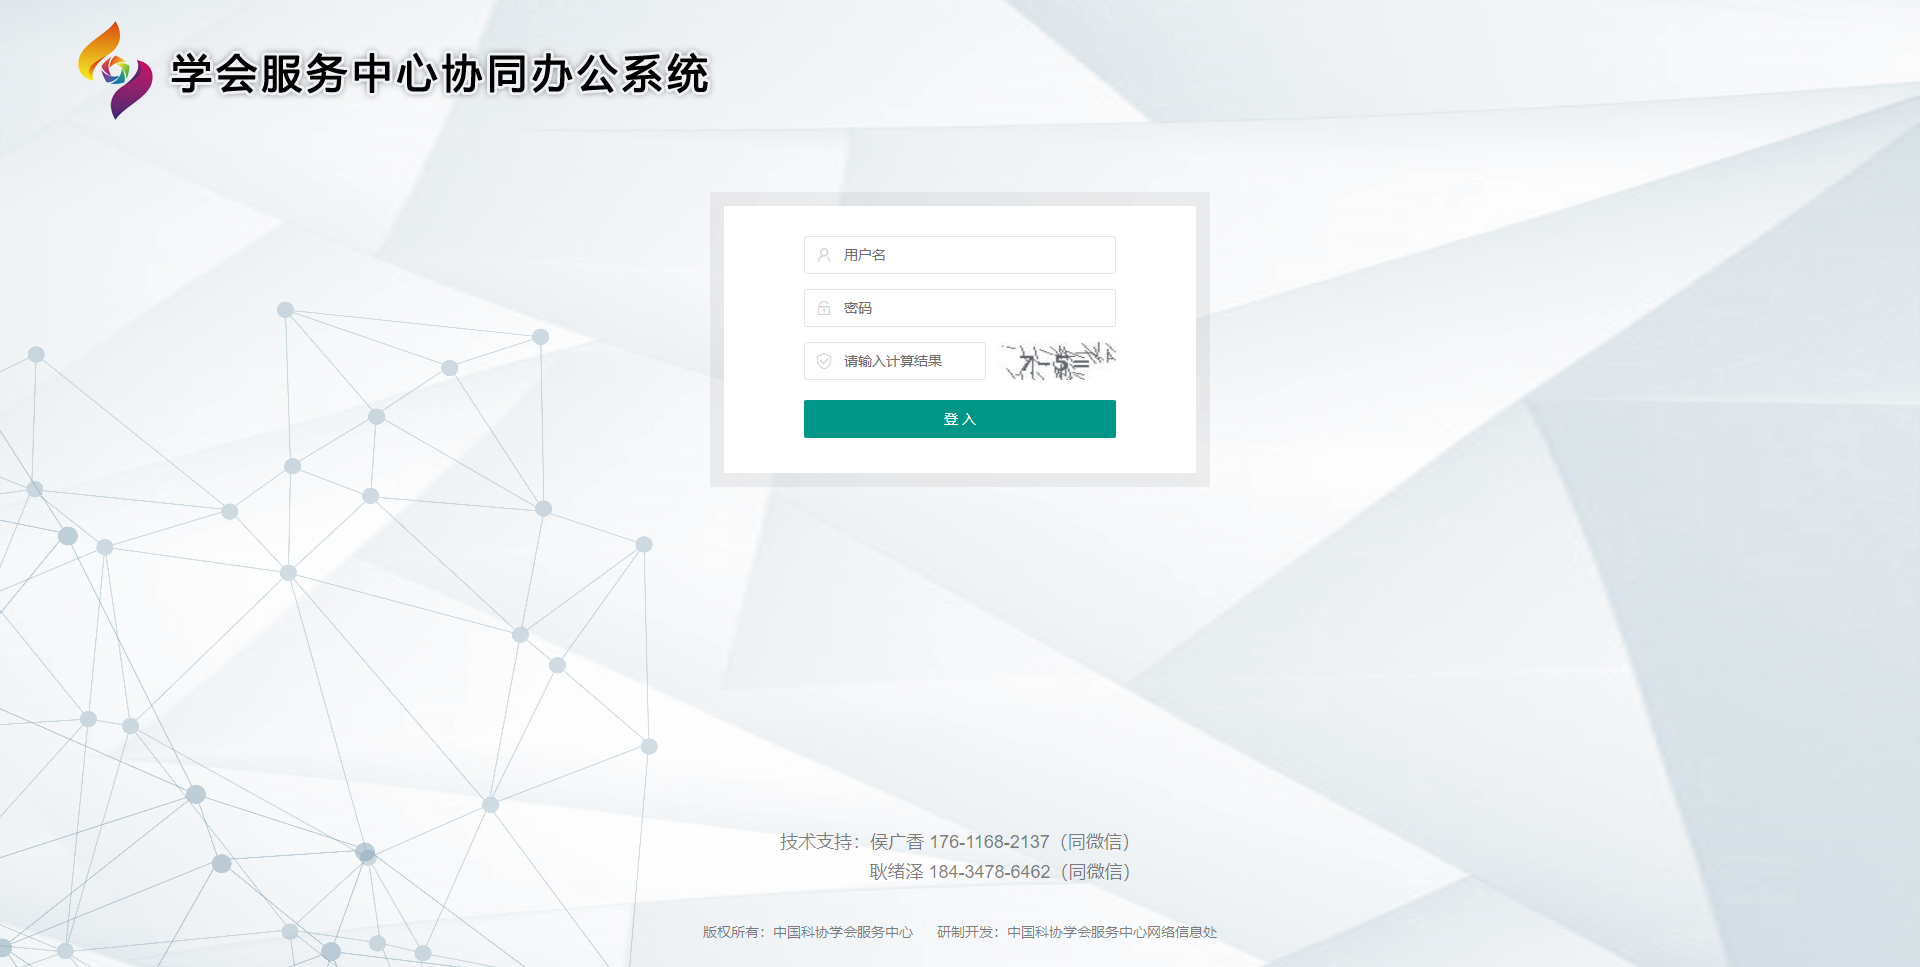 学会服务中心协同办公系统
用户名
密码
请输入计算结果
7-5=
登 入
技术支持：侯广香 176-1168-2137（同微信）
耿绪泽 184-3478-6462（同微信）
版权所有：中国科协学会服务中心 研制开发：中国科协学会服务中心网络信息处